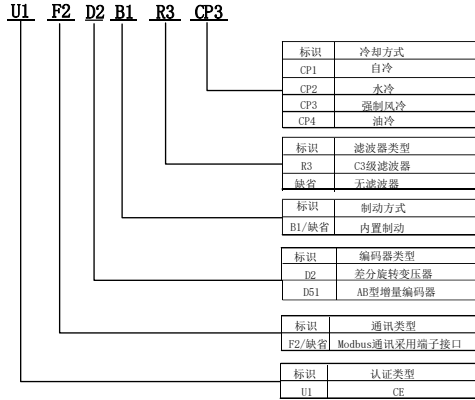 U1 F2 D2 B1 R3 CP3
标识 冷却方式
CP1 自冷
CP2 水冷
CP3 强制风冷
CP4 油冷
标识 滤波器类型
R3 C3级滤波器
缺省 无滤波器
标识 制动方式
B1/缺省 内置制动
标识 编码器类型
D2 差分旋转变压器
D51 AB型增量编码器
标识 通讯类型
F2/缺省 Modbus通讯采用端子接口
标识 认证类型
U1 CE